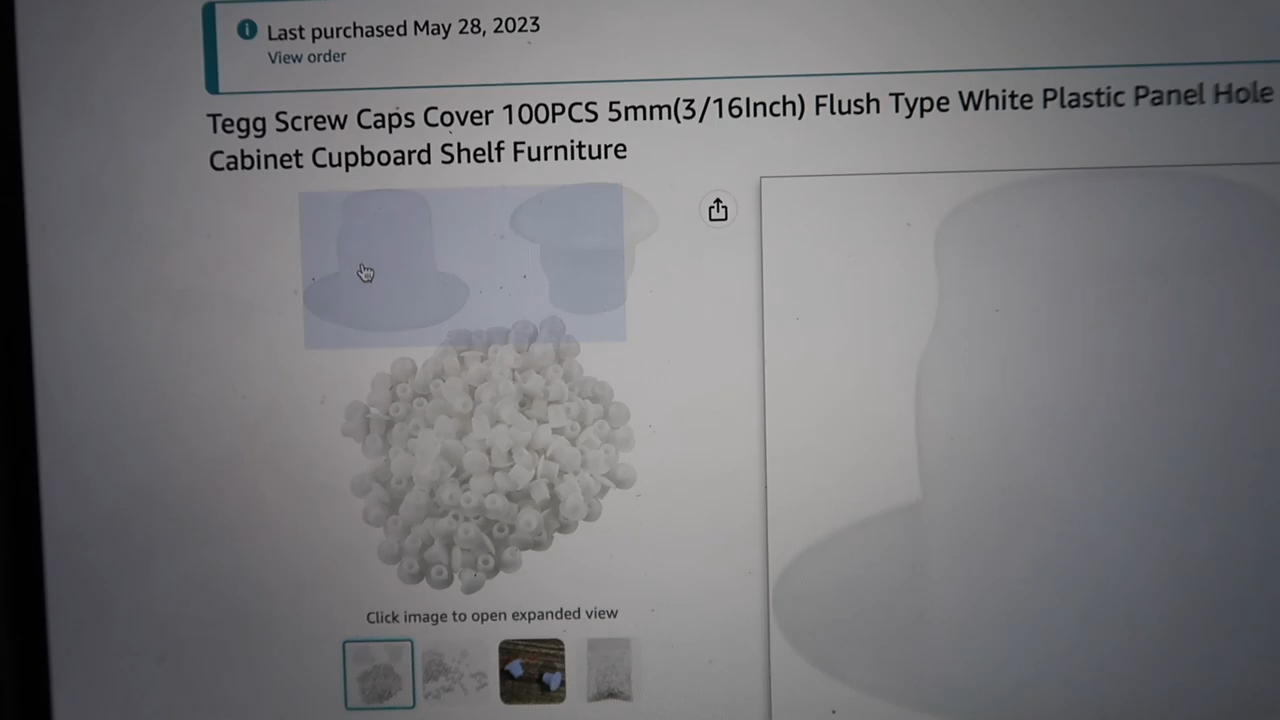 Last purchased May 28, 2023
View order
Tegg Screw Caps Cover 100PCS 5mm(3/16Inch) Flush Type White Plastic Panel Hole
Cabinet Cupboard Shelf Furniture
Click image to open expanded view